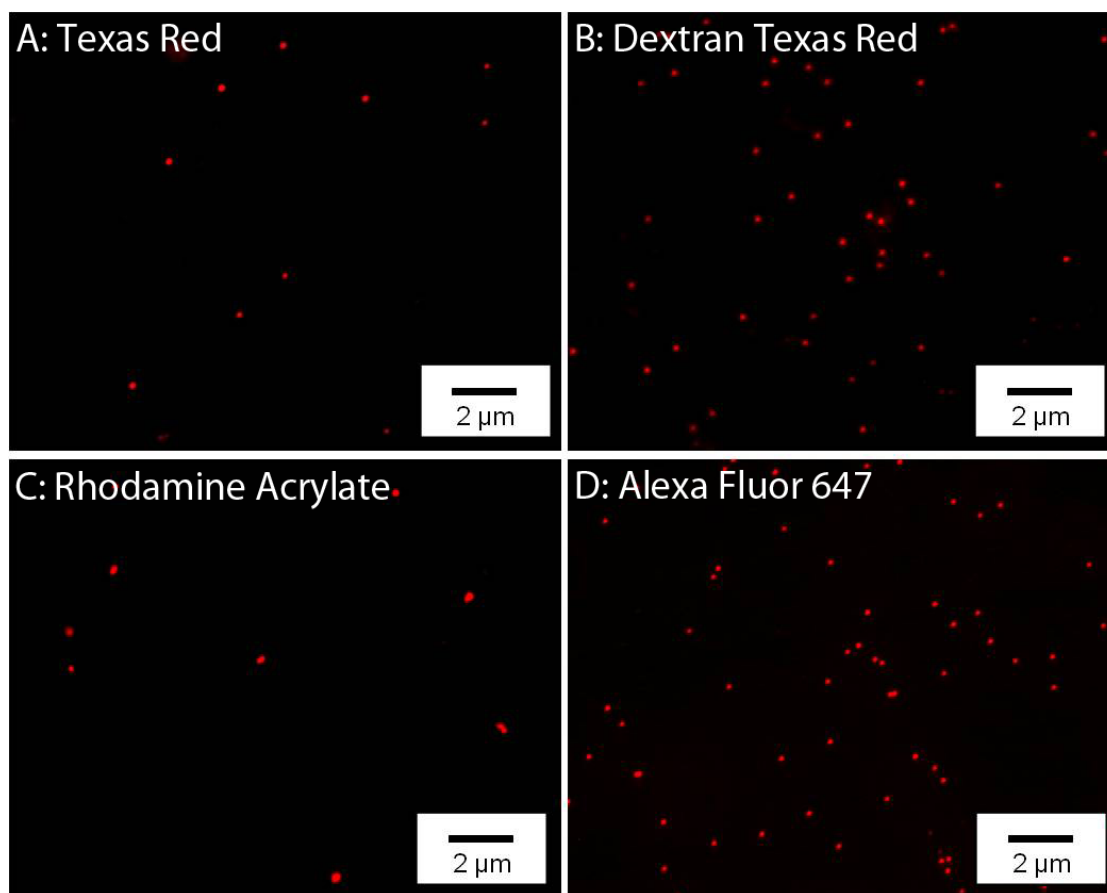 A: Texas Red
B: Dextran Texas Red
2 µm
2 µm
C: Rhodamine Acrylate
D: Alexa Fluor 647
2 µm
2 µm